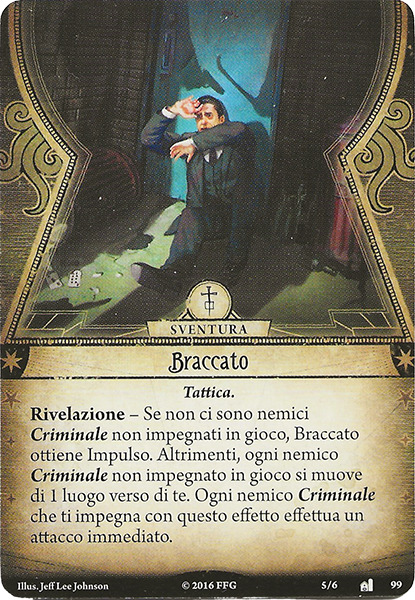 SVENTURA
Braccato
Tattica.
Rivelazione – Se non ci sono nemici
Criminale non impegnati in gioco, Braccato
ottiene Impulso. Altrimenti, ogni nemico
Criminale non impegnato in gioco si muove
di 1 luogo verso di te. Ogni nemico Criminale
che ti impegna con questo effetto effettua un
attacco immediato.
Illus. Jeff Lee Johnson © 2016 FFG 5/6 99